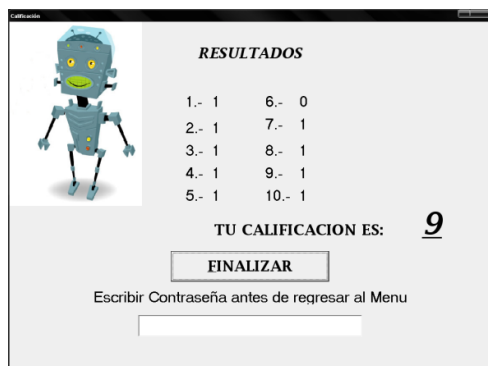 Calificación
RESULTADOS
1.- 1 6.- 0
2.- 1 7.- 1
3.- 1 8.- 1
4.- 1 9.- 1
5.- 1 10.- 1
TU CALIFICACION ES: 9
FINALIZAR
Escribir Contraseña antes de regresar al Menu